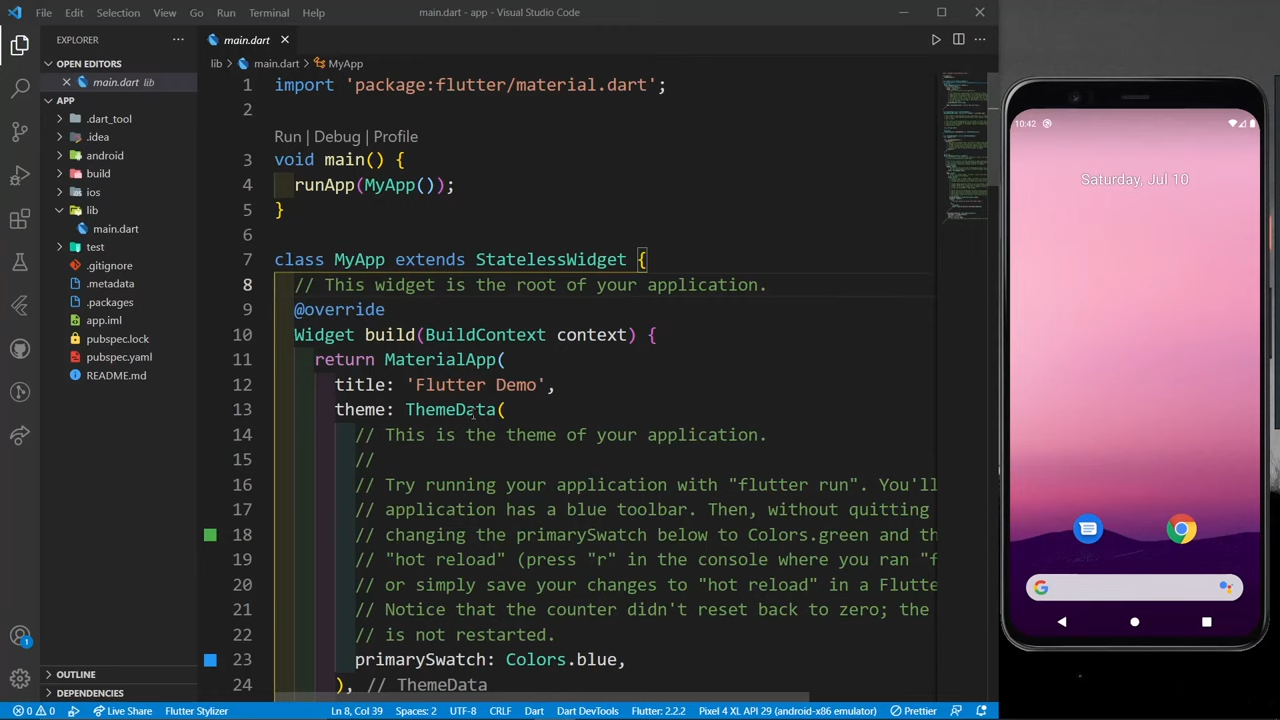 File Edit Selection View Go Run Terminal Help
main.dart - app - Visual Studio Code
EXPLORER
OPEN EDITORS
main.dart lib
APP
.dart_tool
.idea
android
build
ios
lib
main.dart
test
.gitignore
.metadata
.packages
app.iml
pubspec.lock
pubspec.yaml
README.md
OUTLINE
DEPENDENCIES
main.dart
lib main.dart MyApp
1 import 'package:flutter/material.dart';
2
Run | Debug | Profile
3 void main() {
4 runApp(MyApp());
5 }
6
7 class MyApp extends StatelessWidget {
8 // This widget is the root of your application.
9 @override
10 Widget build(BuildContext context) {
11 return MaterialApp(
12 title: 'Flutter Demo',
13 theme: ThemeData(
14 // This is the theme of your application.
15 //
16 // Try running your application with "flutter run". You'll
17 // application has a blue toolbar. Then, without quitting
18 // changing the primarySwatch below to Colors.green and th
19 // "hot reload" (press "r" in the console where you ran "f
20 // or simply save your changes to "hot reload" in a Flutte
21 // Notice that the counter didn't reset back to zero; the
22 // is not restarted.
23 primarySwatch: Colors.blue,
24 ), // ThemeData
10:42
Saturday, Jul 10
1
0 0 Live Share Flutter Stylizer Ln 8, Col 39 Spaces: 2 UTF-8 CRLF Dart Dart DevTools Flutter: 2.2.2 Pixel 4 XL API 29 (android-x86 emulator) Prettier